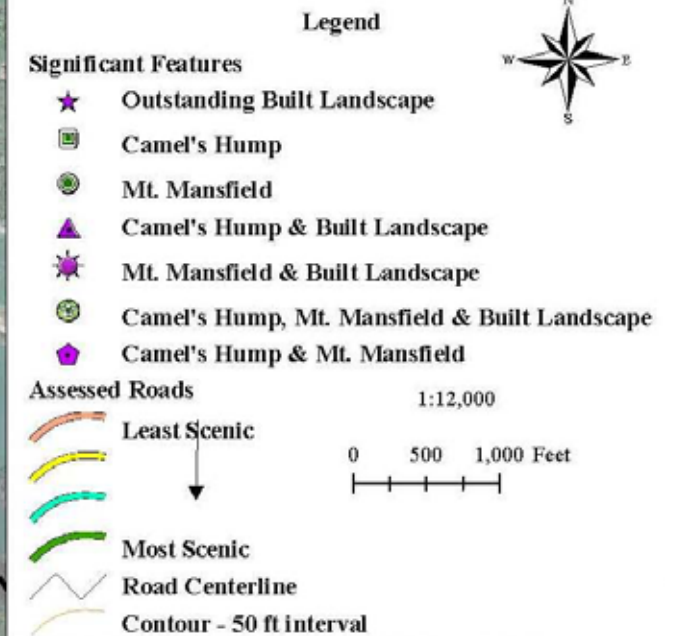 Legend
N
W E
S
Significant Features
Outstanding Built Landscape
Camel's Hump
Mt. Mansfield
Camel's Hump & Built Landscape
Mt. Mansfield & Built Landscape
Camel's Hump, Mt. Mansfield & Built Landscape
Camel's Hump & Mt. Mansfield
Assessed Roads
1:12,000
Least Scenic
0 500 1,000 Feet
Most Scenic
Road Centerline
Contour - 50 ft interval